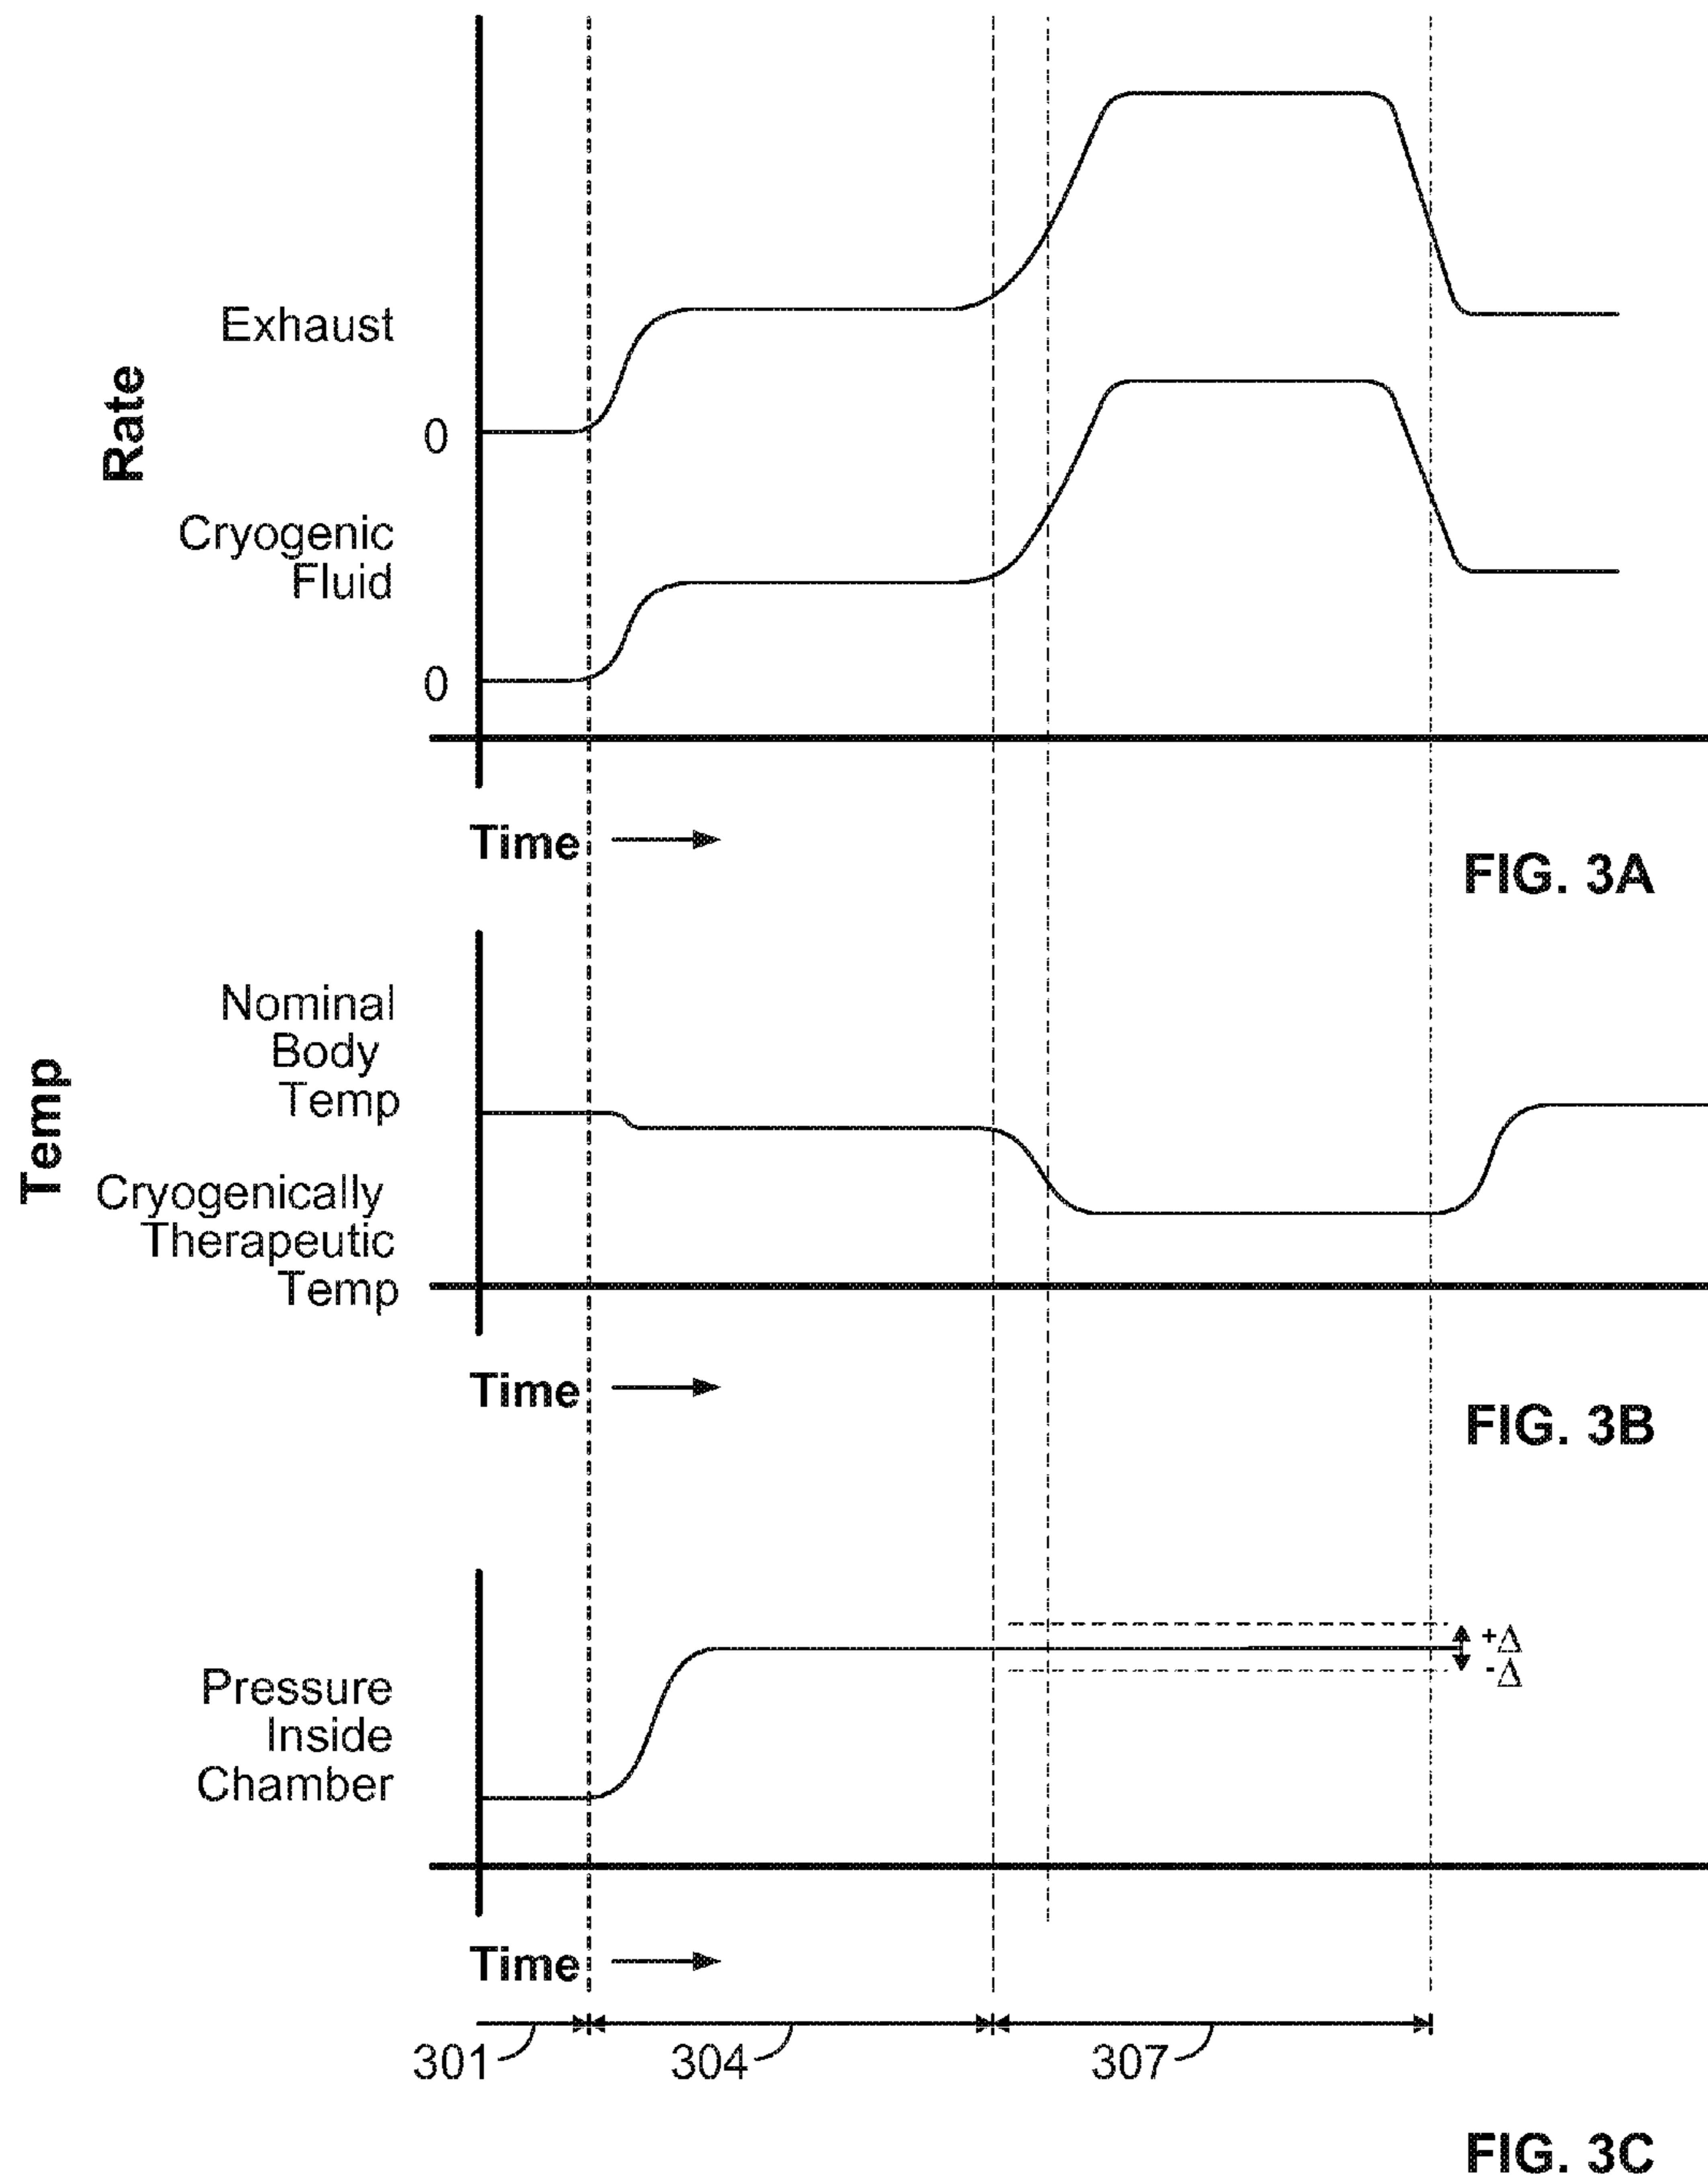 Rate
Exhaust
0
Cryogenic
Fluid
0
Time
FIG. 3A
Temp
Nominal
Body
Temp
Cryogenically
Therapeutic
Temp
Time
FIG. 3B
Pressure
Inside
Chamber
+Δ
-Δ
Time
301
304
307
FIG. 3C